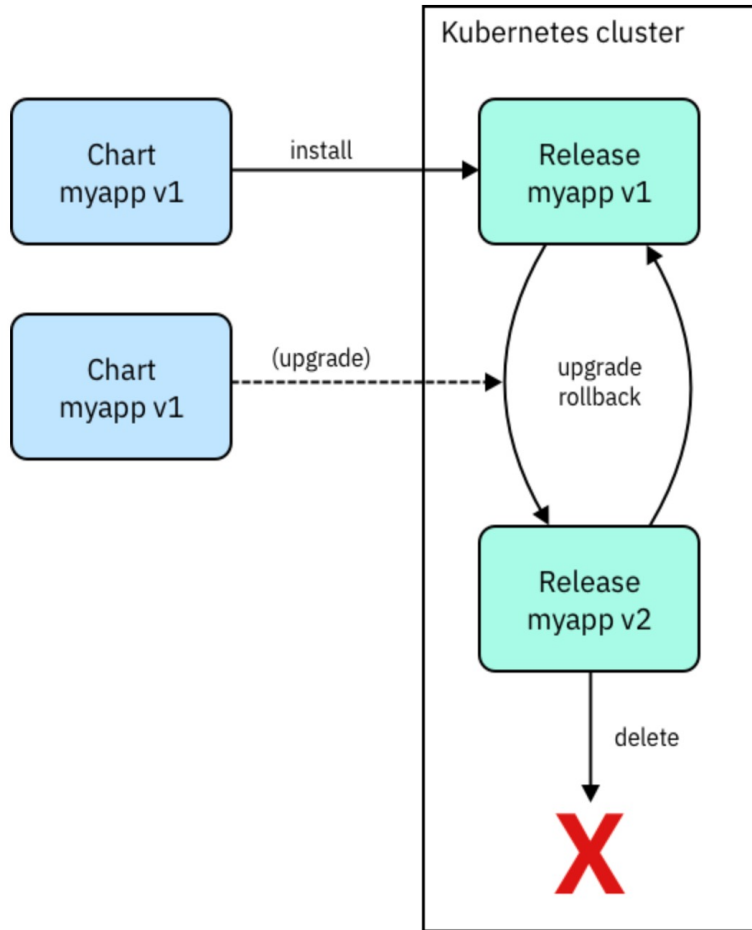 Kubernetes cluster
Chart
myapp v1
install
Release
myapp v1
Chart
myapp v1
(upgrade)
upgrade
rollback
Release
myapp v2
delete
X